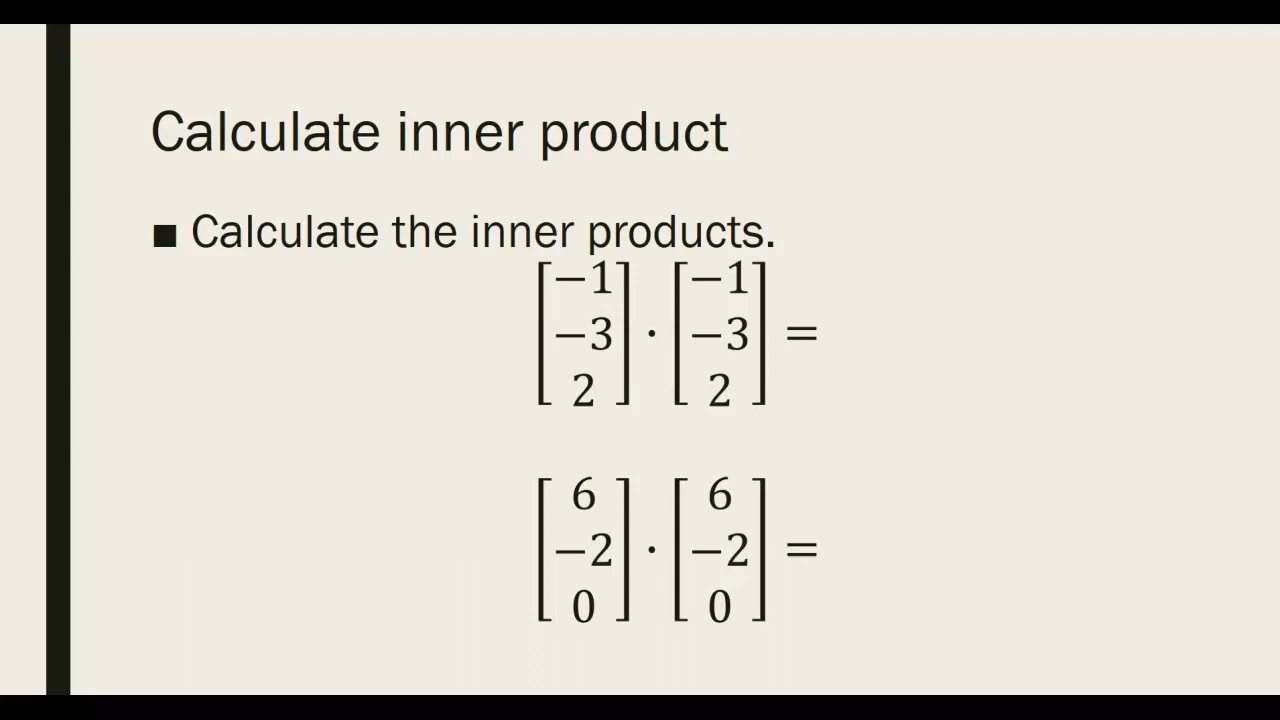 Calculate inner product
■ Calculate the inner products.
[−1 −3 2] · [−1 −3 2] =
[6 −2 0] · [6 −2 0] =